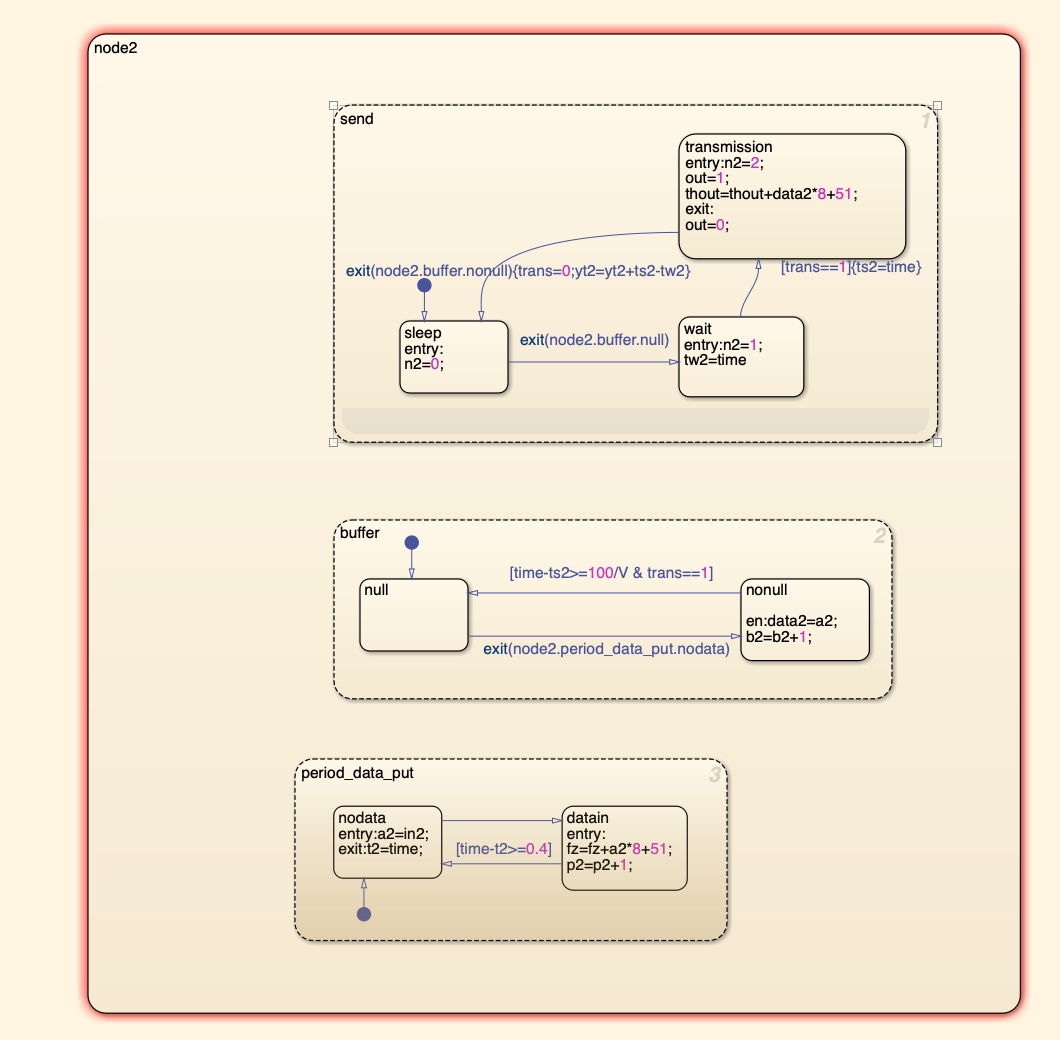 node2
send
1
transmission
entry:n2=2;
out=1;
thout=thout+data2*8+51;
exit:
out=0;
exit(node2.buffer.nonull){trans=0;yt2=yt2+ts2-tw2}
[trans==1]{ts2=time}
sleep
entry:
n2=0;
exit(node2.buffer.null)
wait
entry:n2=1;
tw2=time
buffer
2
null
[time-ts2>=100/V & trans==1]
nonull
en:data2=a2;
b2=b2+1;
exit(node2.period_data_put.nodata)
period_data_put
3
nodata
entry:a2=in2;
exit:t2=time;
[time-t2>=0.4]
datain
entry:
fz=fz+a2*8+51;
p2=p2+1;